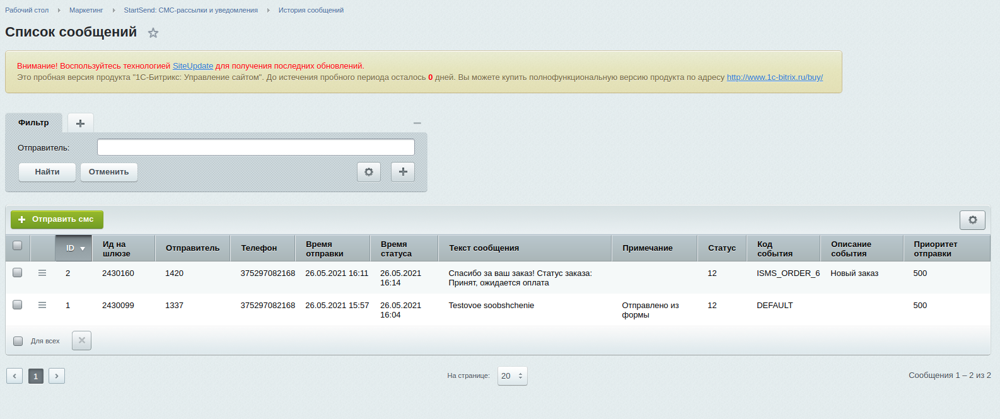 Рабочий стол Маркетинг StartSend: СМС-рассылки и уведомления История сообщений
Список сообщений
Внимание! Воспользуйтесь технологией SiteUpdate для получения последних обновлений.
Это пробная версия продукта "1С-Битрикс: Управление сайтом". До истечения пробного периода осталось 0 дней. Вы можете купить полнофункциональную версию продукта по адресу http://www.1c-bitrix.ru/buy/
Фильтр
Отправитель:
Найти Отменить
Отправить смс
ID Ид на шлюзе Отправитель Телефон Время отправки Время статуса Текст сообщения Примечание Статус Код события Описание события Приоритет отправки
2 2430160 1420 375297082168 26.05.2021 16:11 26.05.2021 16:14 Спасибо за ваш заказ! Статус заказа: Принят, ожидается оплата 12 ISMS_ORDER_6 Новый заказ 500
1 2430099 1337 375297082168 26.05.2021 15:57 26.05.2021 16:04 Testovoe soobshchenie Отправлено из формы 12 DEFAULT 500
Для всех
1 На странице: 20 Сообщения 1 – 2 из 2